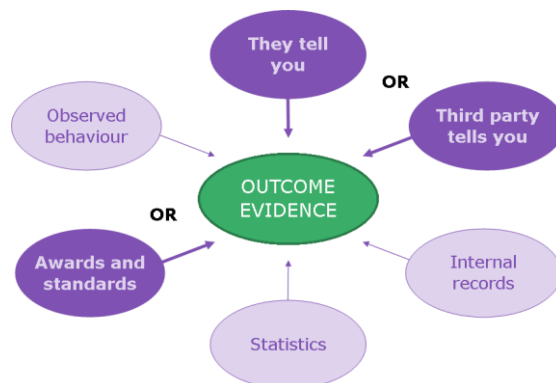 They tell
you
OR
Observed
behaviour
Third party
tells you
OUTCOME
EVIDENCE
OR
Awards and
standards
Internal
records
Statistics